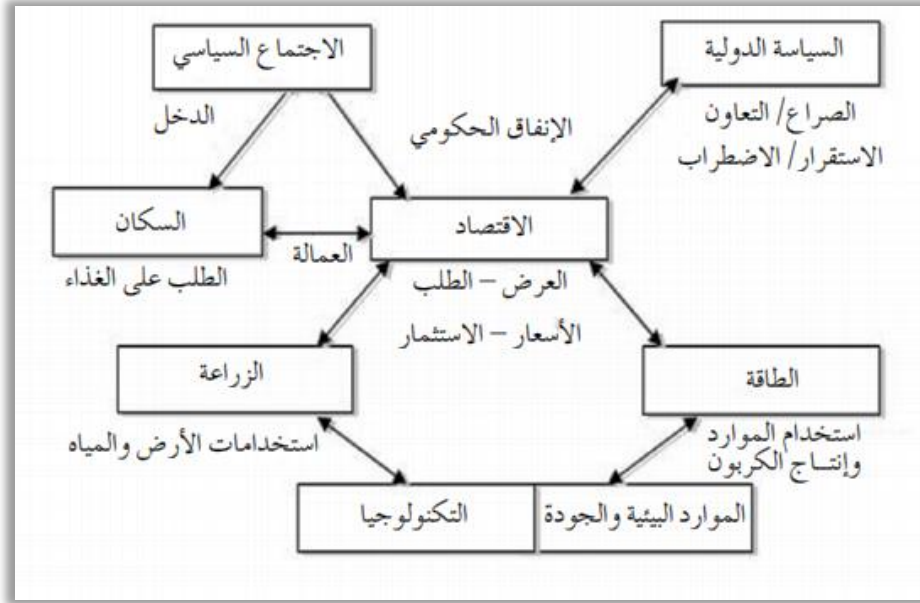 السياسة الدولية
الاجتماع السياسي
الصراع/ التعاون
الاستقرار/ الاضطراب
الإنفاق الحكومي
الدخل
السكان
العمالة
الاقتصاد
الطلب على الغذاء
العرض – الطلب
الأسعار – الاستثمار
الطاقة
الزراعة
استخدام الموارد
وإنتـاج الكربون
استخدامات الأرض والمياه
الموارد البيئية والجودة
التكنولوجيا